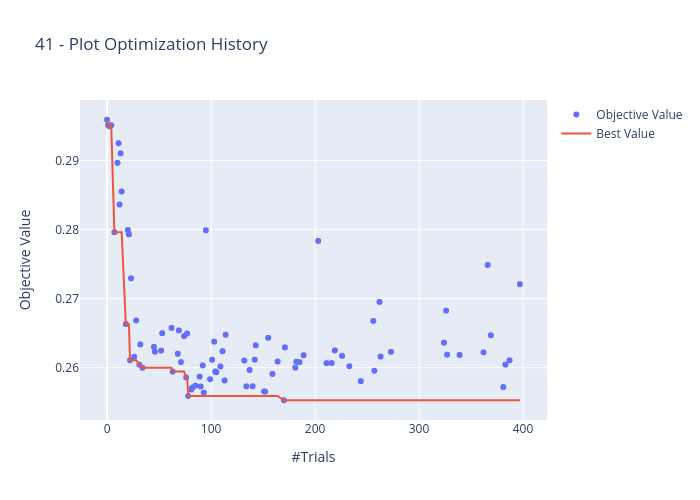 41 - Plot Optimization History
Objective Value
Best Value
0.29
0.28
0.27
0.26
Objective Value
0
100
200
300
400
#Trials